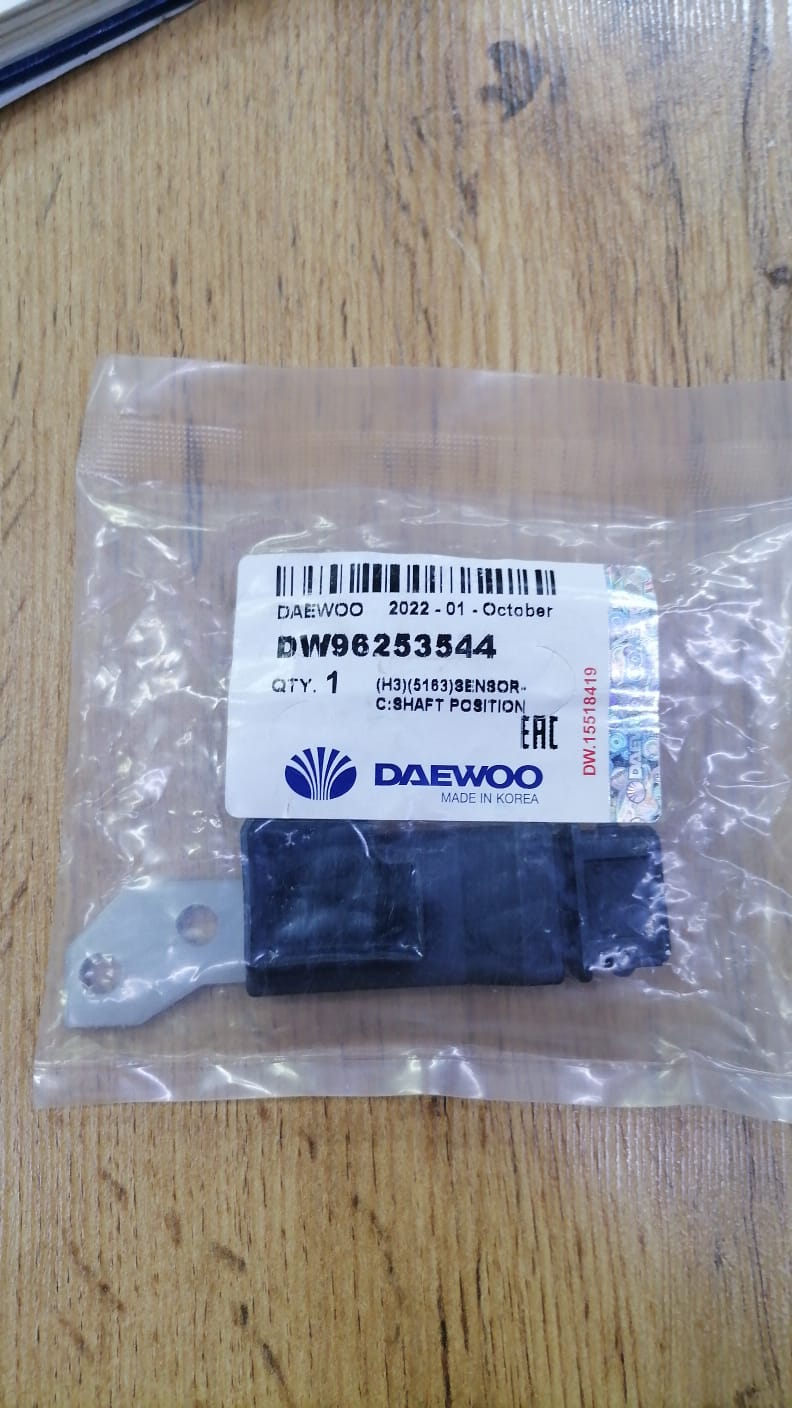 DAEWOO 2022 - 01 - October
DW96253544
QTY. 1 (H3)(5163)SENSOR-
C:SHAFT POSITION
EAC
DAEWOO
MADE IN KOREA
DW.15518419
DAEWOO